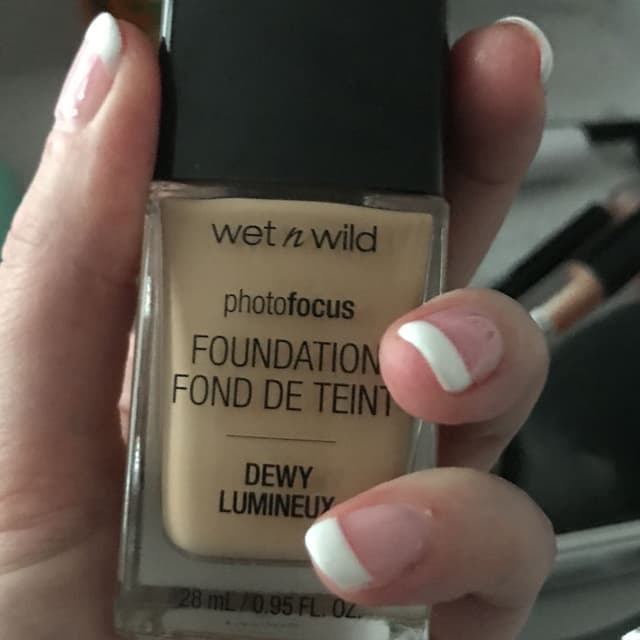 wet n wild
photofocus
FOUNDATION
FOND DE TEINT
DEWY
LUMINEUX
28 mL / 0.95 FL. OZ.